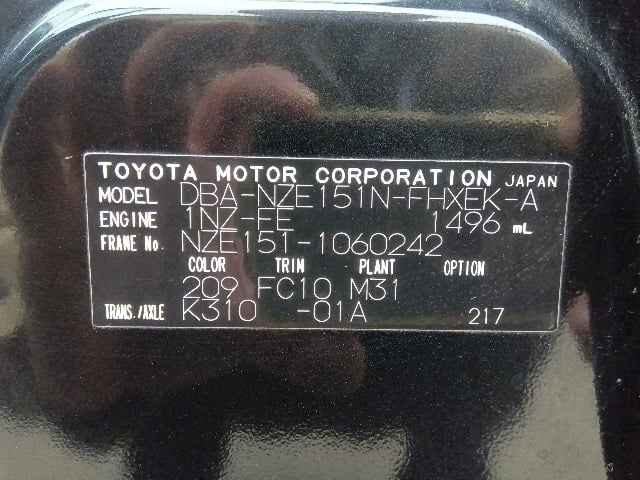 TOYOTA MOTOR CORPORATION JAPAN
MODEL DBA-NZE151N-FHXEK-A
ENGINE 1NZ-FE 1496 mL
FRAME No. NZE151-1060242
COLOR TRIM PLANT OPTION
209 FC10 M31
TRANS./AXLE K310 -01A 217